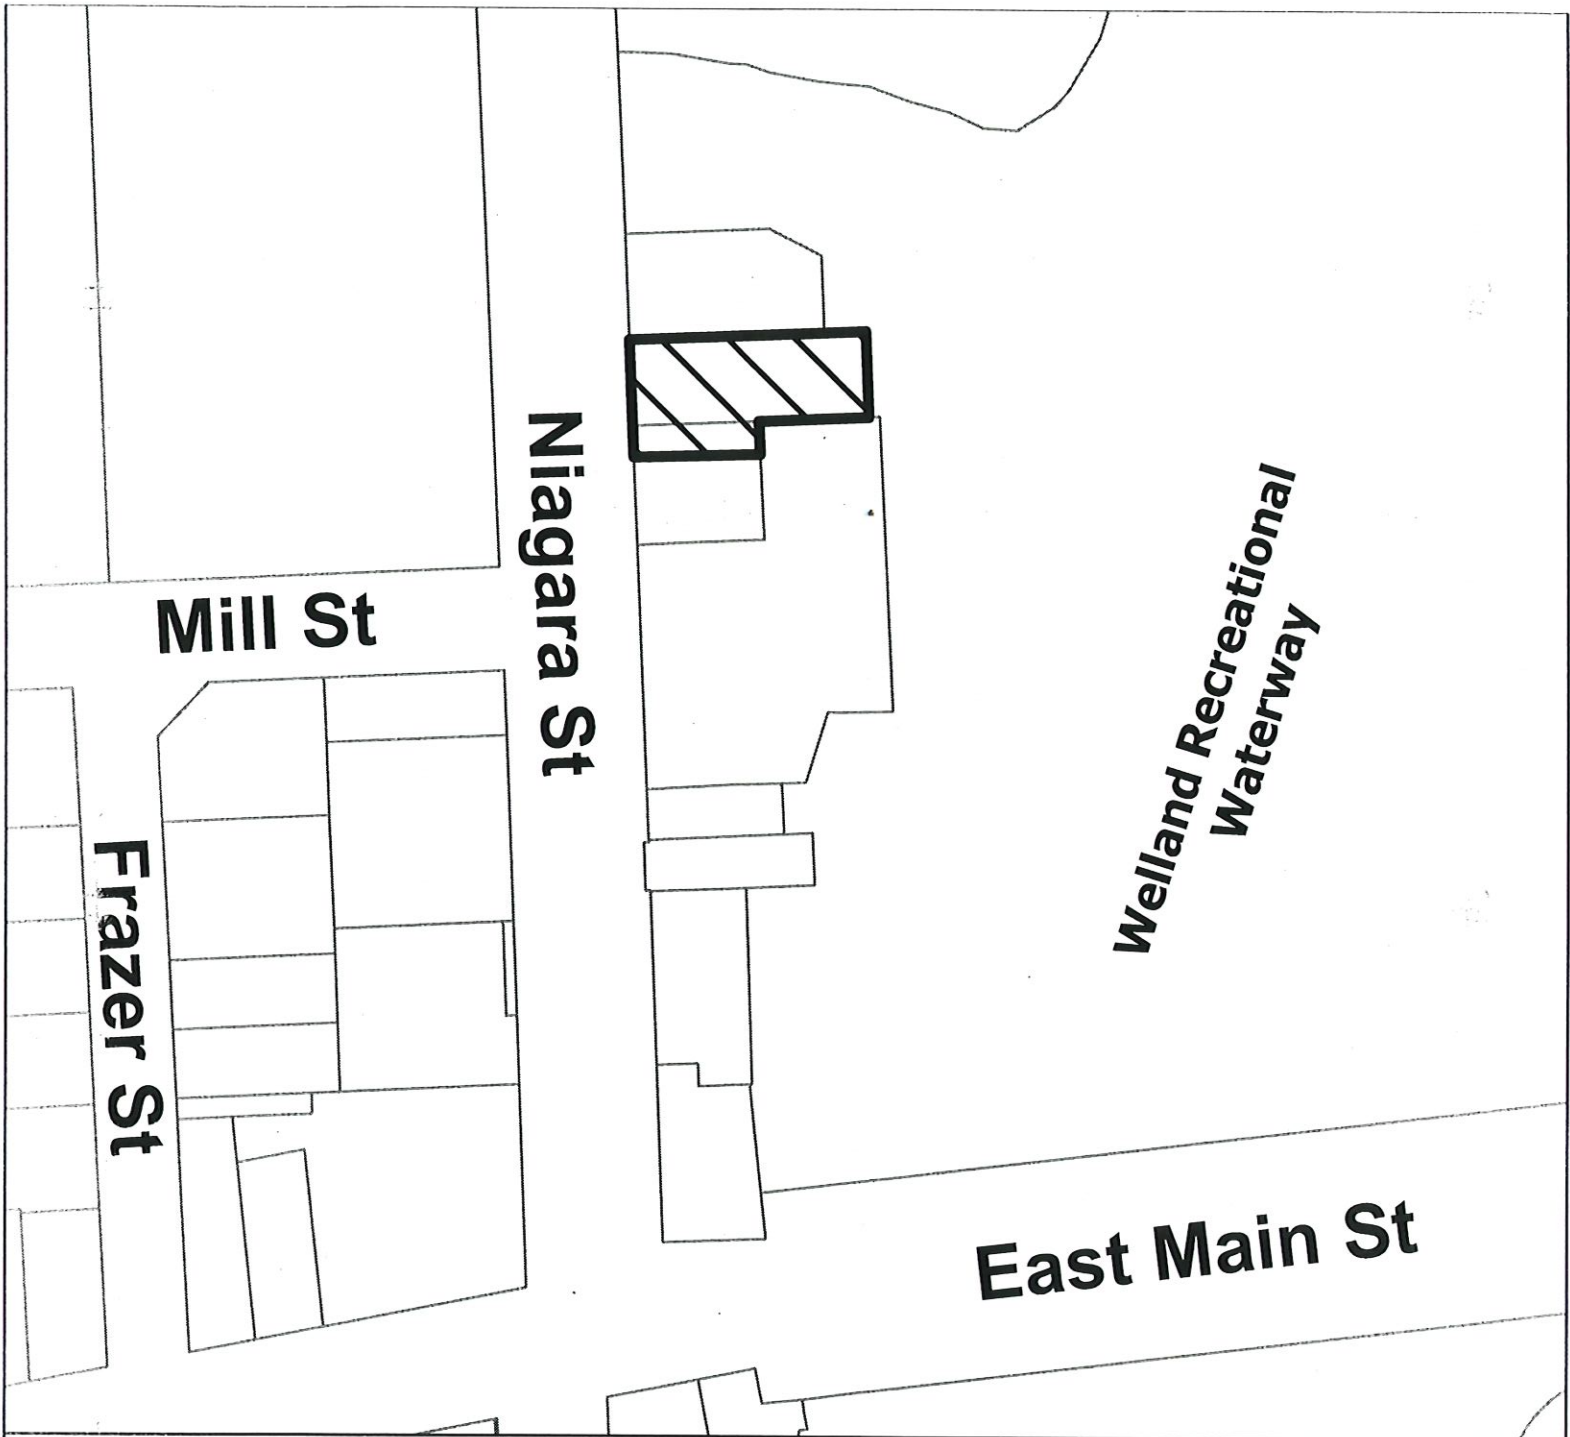 Niagara St
Mill St
Welland Recreational
Waterway
Frazer St
East Main St